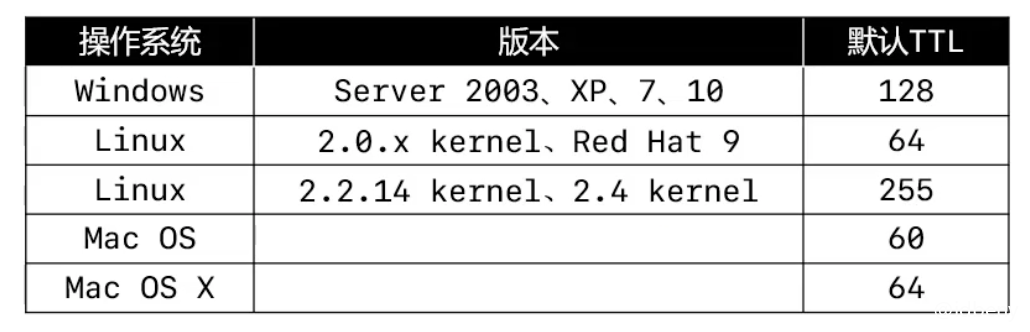 操作系统 版本 默认TTL
Windows Server 2003、XP、7、10 128
Linux 2.0.x kernel、Red Hat 9 64
Linux 2.2.14 kernel、2.4 kernel 255
Mac OS 60
Mac OS X 64